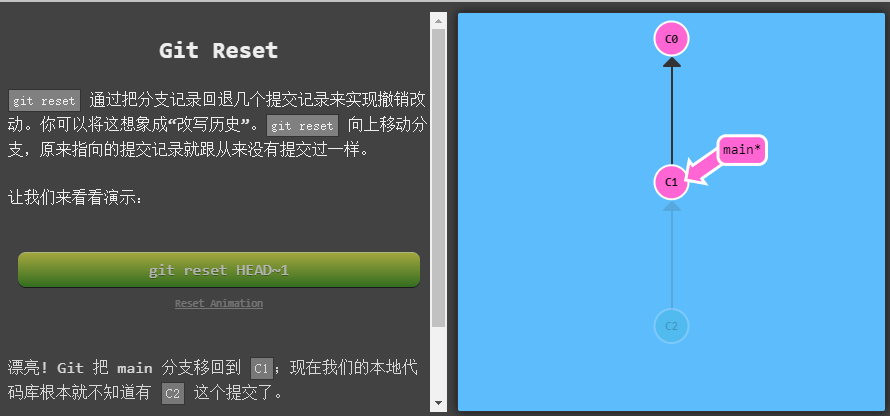 Git Reset
git reset 通过把分支记录回退几个提交记录来实现撤销改
动。你可以将这想象成“改写历史”。git reset 向上移动分
支，原来指向的提交记录就跟从来没有提交过一样。
让我们来看看演示：
git reset HEAD~1
Reset Animation
漂亮! Git 把 main 分支移回到 C1；现在我们的本地代
码库根本就不知道有 C2 这个提交了。
C0
main*
C1
C2